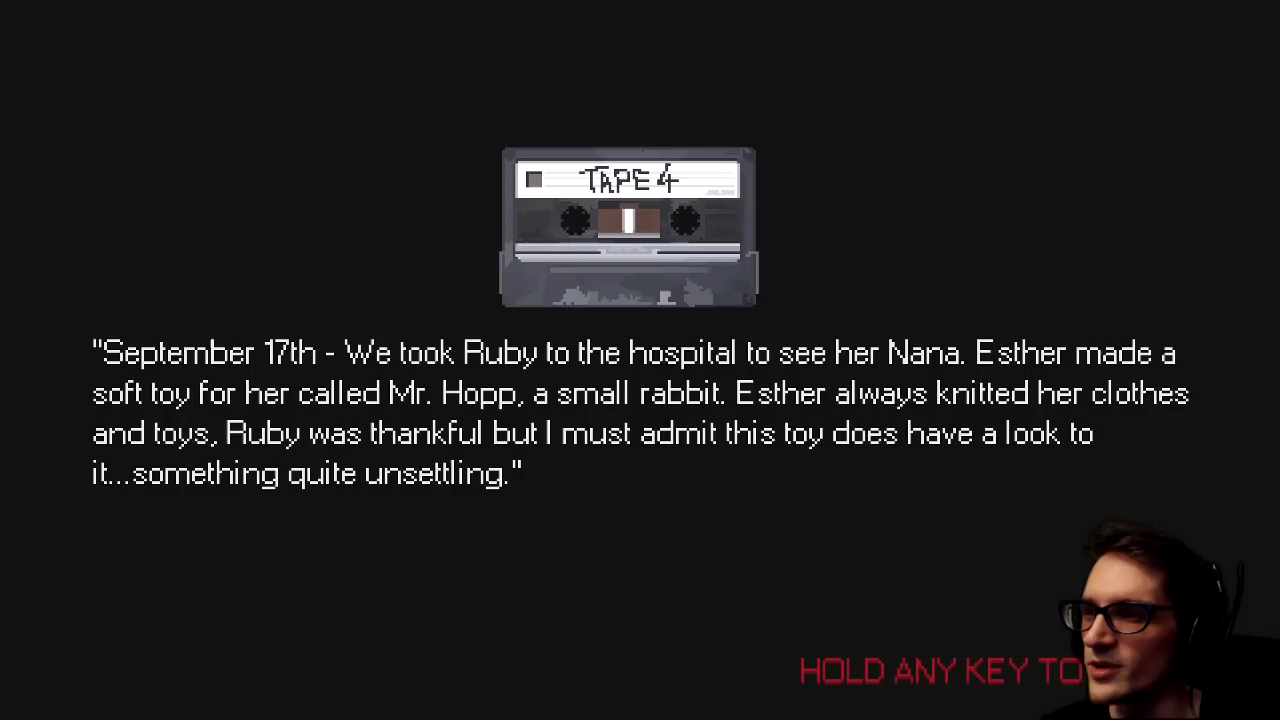 TAPE 4
"September 17th - We took Ruby to the hospital to see her Nana. Esther made a
soft toy for her called Mr. Hopp, a small rabbit. Esther always knitted her clothes
and toys, Ruby was thankful but I must admit this toy does have a look to
it...something quite unsettling."
HOLD ANY KEY TO